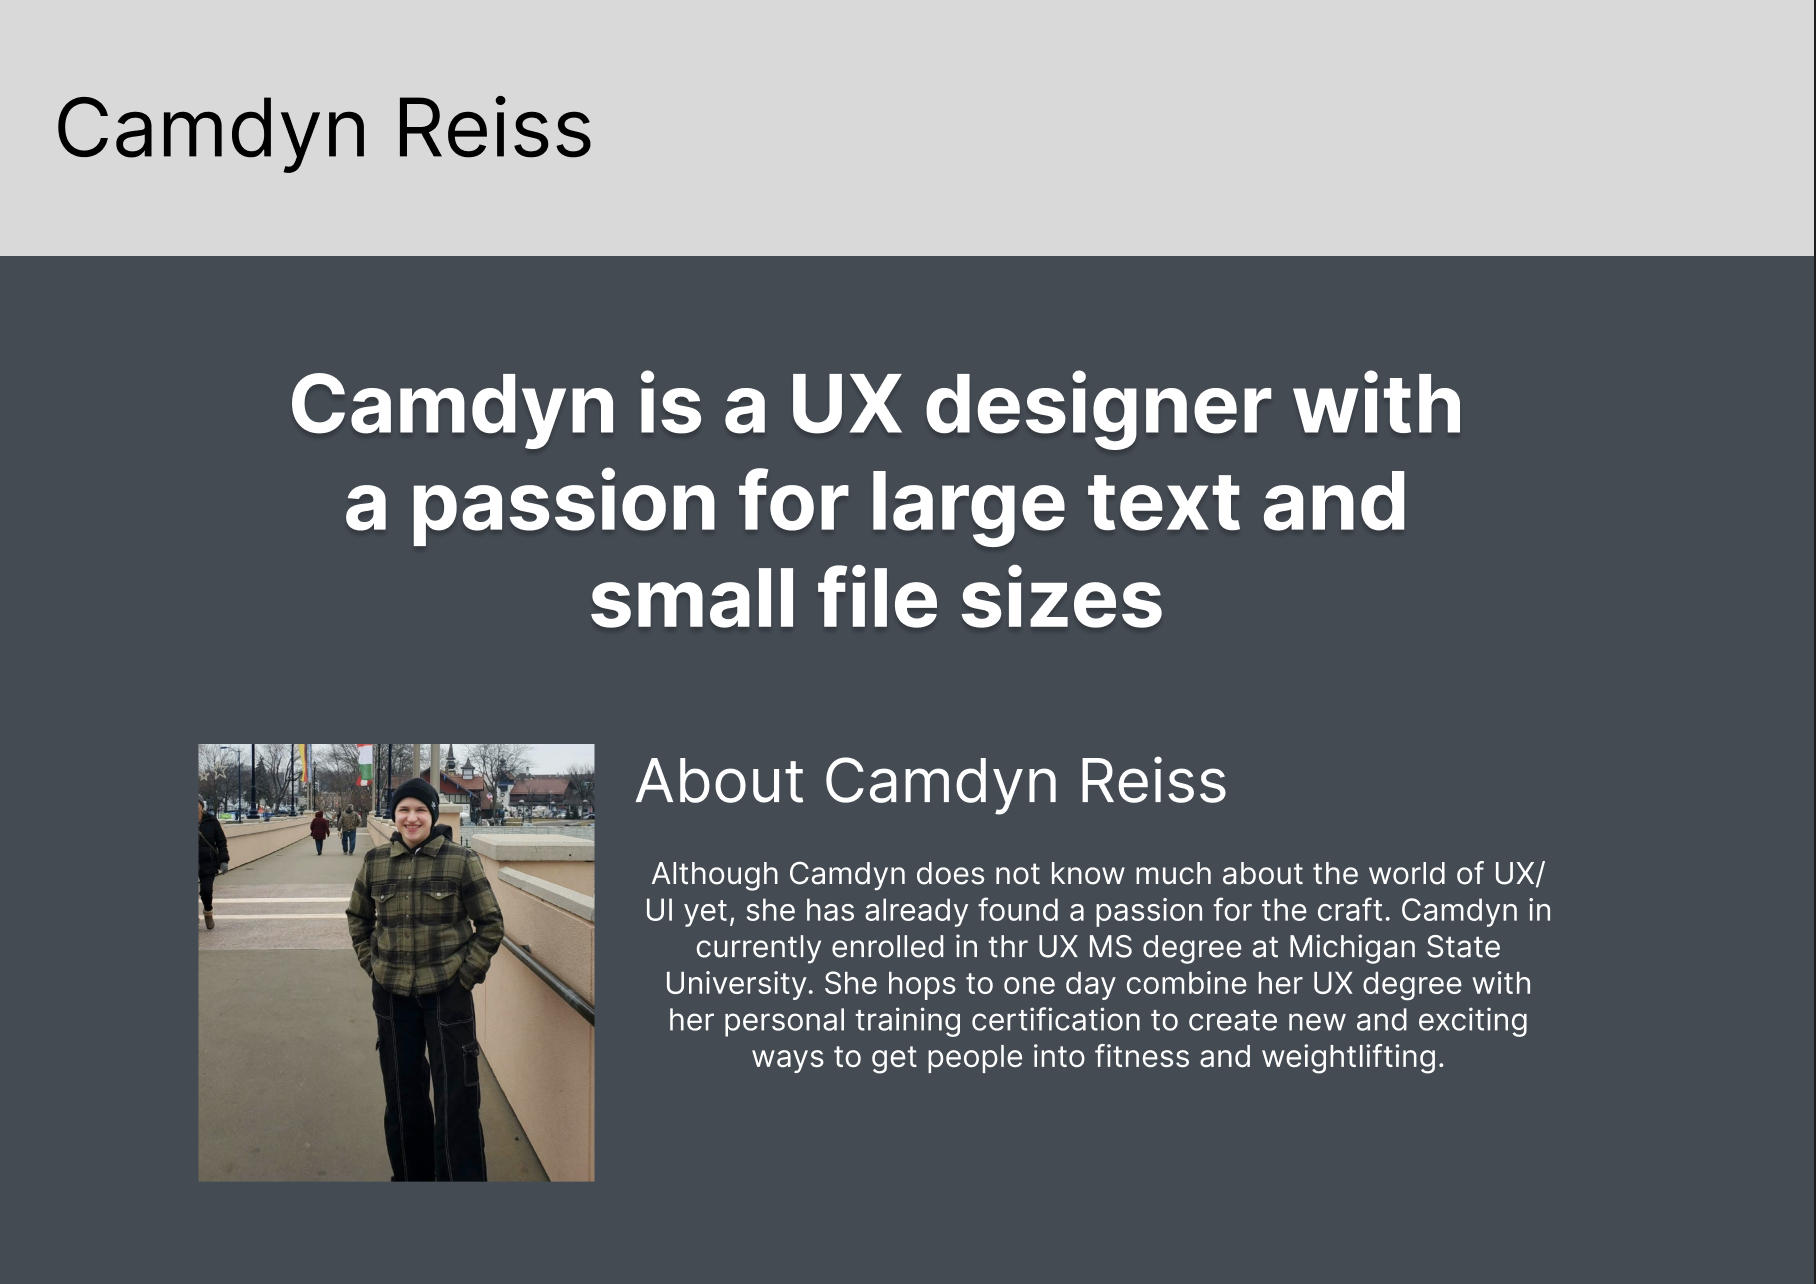 Camdyn Reiss
Camdyn is a UX designer with
a passion for large text and
small file sizes
About Camdyn Reiss
Although Camdyn does not know much about the world of UX/
UI yet, she has already found a passion for the craft. Camdyn in
currently enrolled in thr UX MS degree at Michigan State
University. She hops to one day combine her UX degree with
her personal training certification to create new and exciting
ways to get people into fitness and weightlifting.